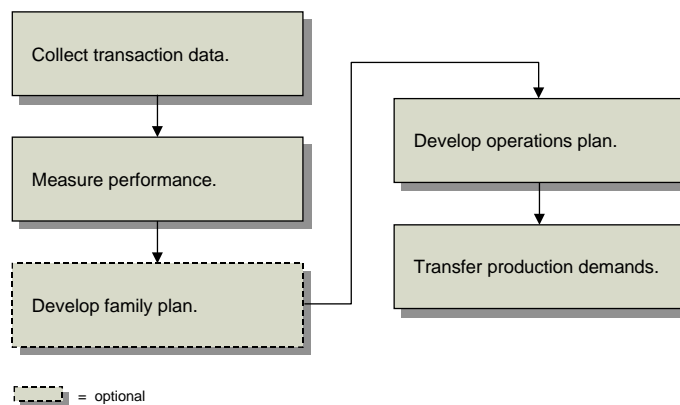 Collect transaction data.
Measure performance.
Develop family plan.
Develop operations plan.
Transfer production demands.
= optional